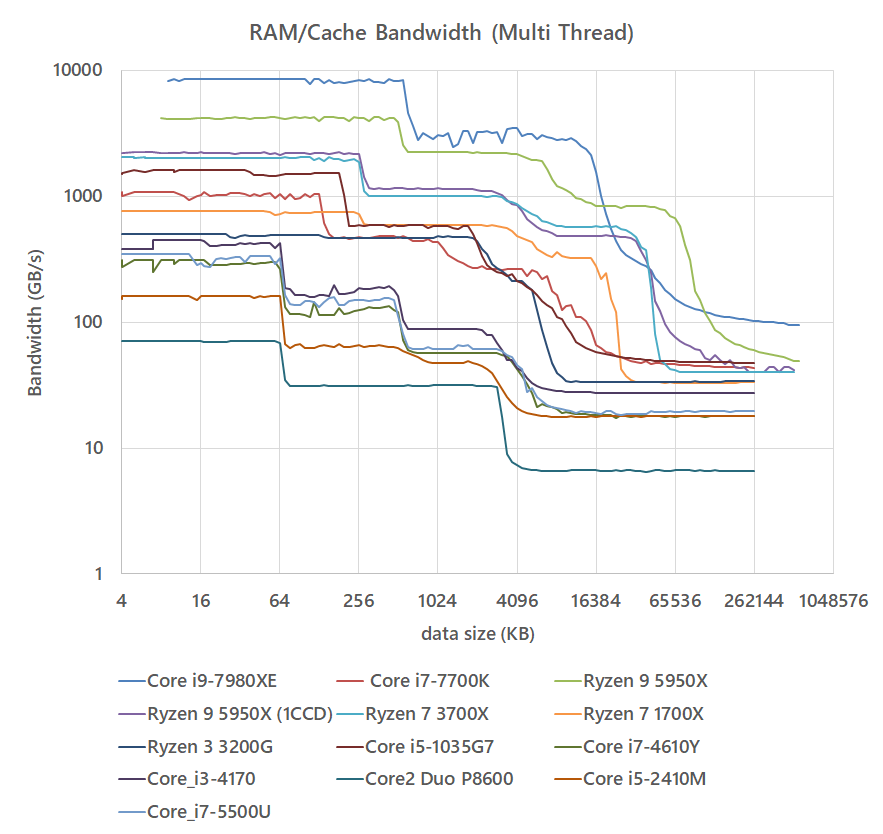 RAM/Cache Bandwidth (Multi Thread)
10000
1000
100
10
1
Bandwidth (GB/s)
4 16 64 256 1024 4096 16384 65536 262144 1048576
data size (KB)
Core i9-7980XE Core i7-7700K Ryzen 9 5950X
Ryzen 9 5950X (1CCD) Ryzen 7 3700X Ryzen 7 1700X
Ryzen 3 3200G Core i5-1035G7 Core i7-4610Y
Core_i3-4170 Core2 Duo P8600 Core i5-2410M
Core_i7-5500U